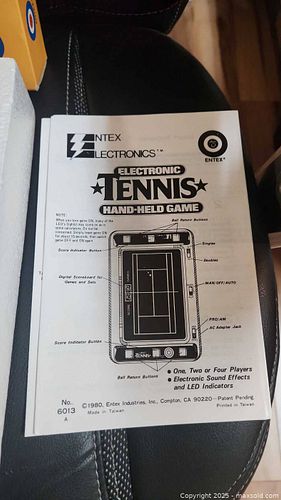 ENTEX
ELECTRONICS™
ENTEX®
ELECTRONIC
★TENNIS★
HAND-HELD GAME
NOTE:
Ball Return Buttons
Score Indicator Button
Singles
Doubles
Digital Scoreboard for
Games and Sets
MAN/OFF/AUTO
PRO/AM
AC Adapter Jack
Score Indicator Button
TENNIS
Ball Return Buttons
• One, Two or Four Players
• Electronic Sound Effects
and LED Indicators
No.
6013
A
©1980, Entex Industries, Inc., Compton, CA 90220—Patent Pending.
Made in Taiwan
Printed in Taiwan
© 2025 - maxsold.com